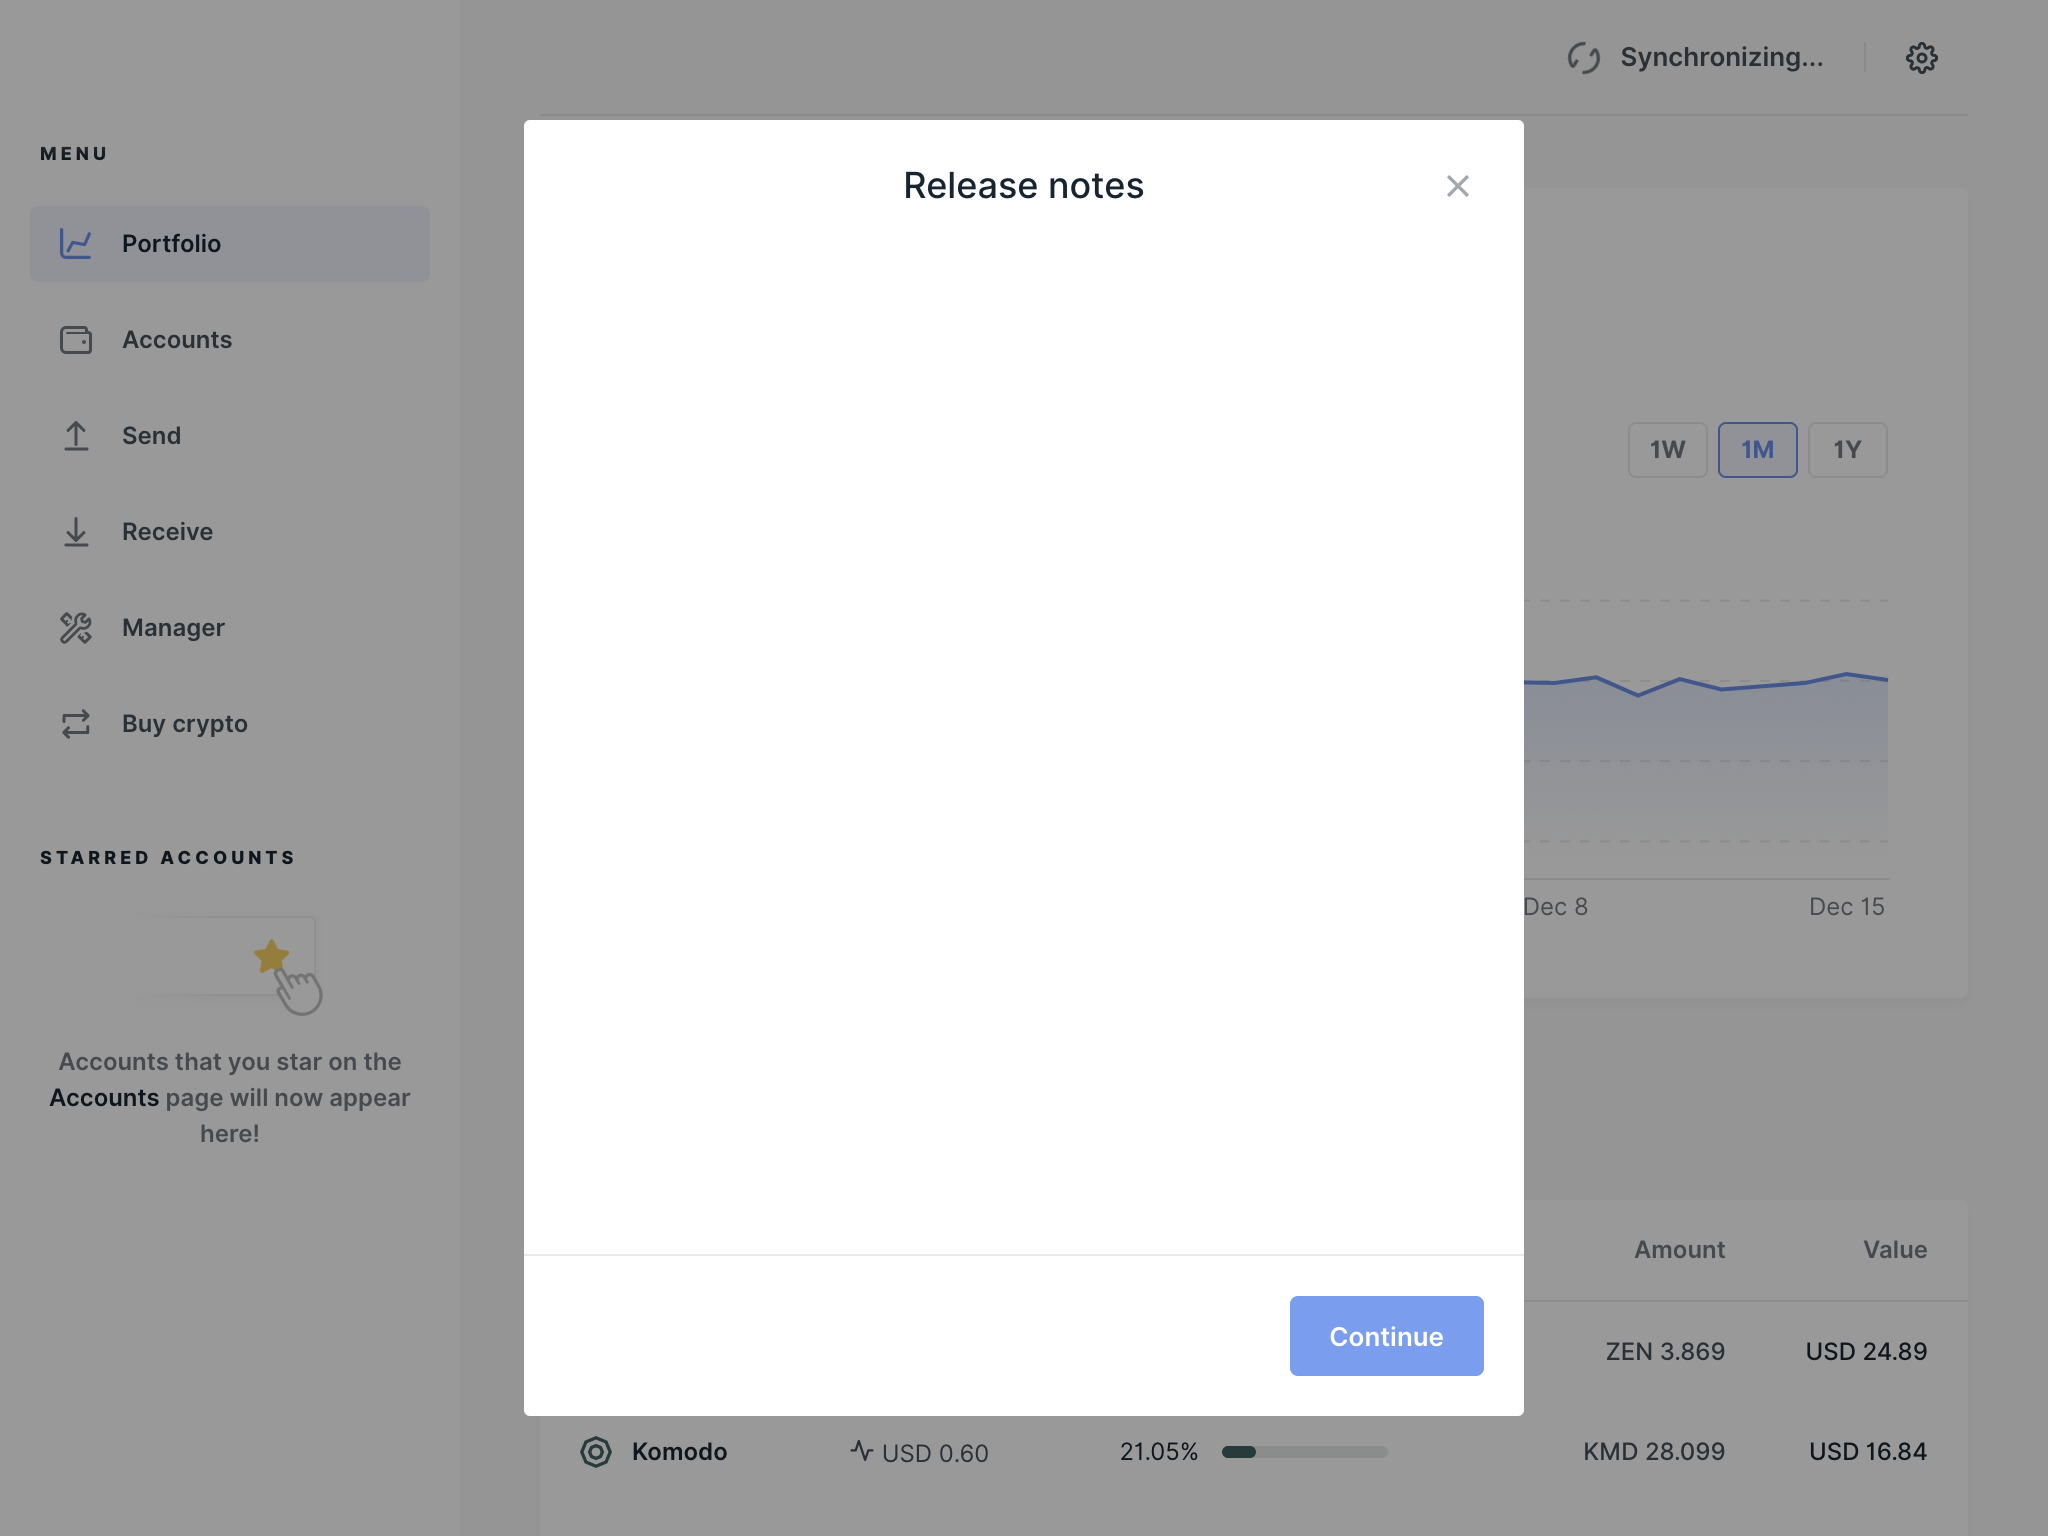 Synchronizing...
MENU
Portfolio
Accounts
Send
Receive
Manager
Buy crypto
STARRED ACCOUNTS
Accounts that you star on the
Accounts page will now appear
here!
Release notes
1W 1M 1Y
Dec 8 Dec 15
Continue
Amount Value
ZEN 3.869 USD 24.89
Komodo USD 0.60 21.05% KMD 28.099 USD 16.84